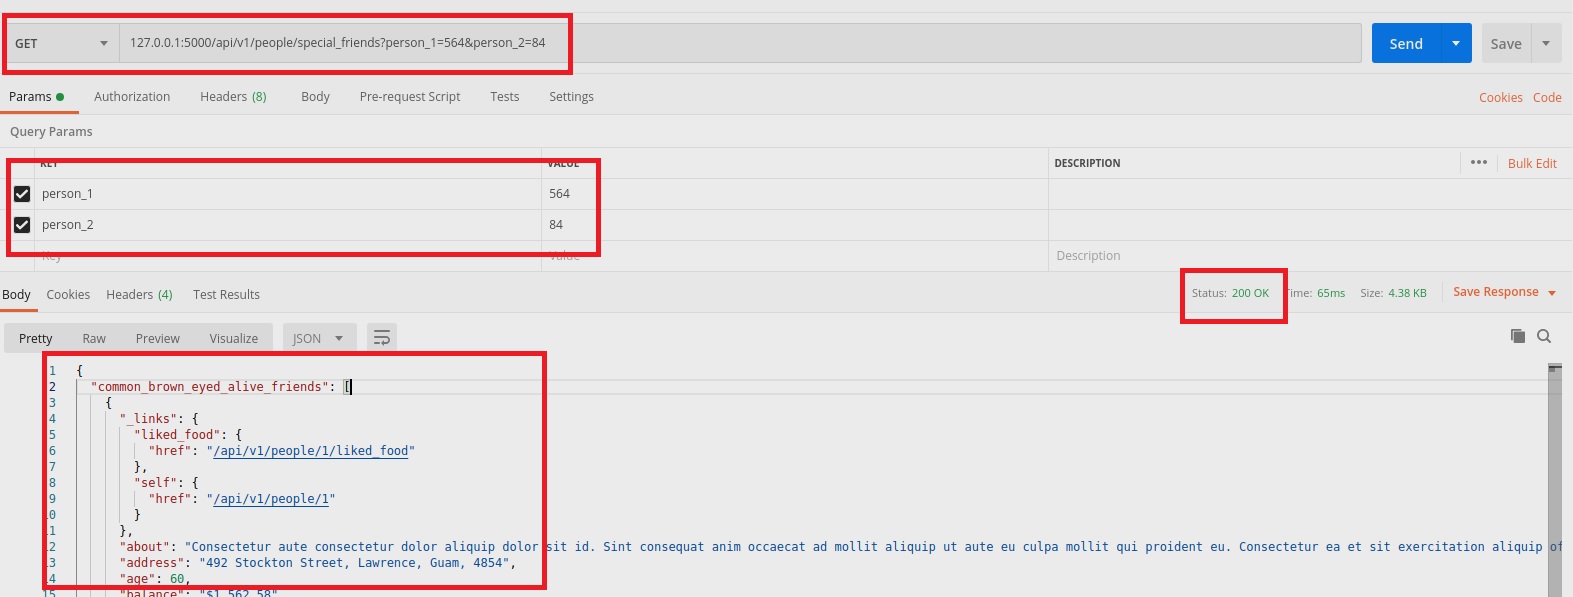 GET 127.0.0.1:5000/api/v1/people/special_friends?person_1=564&person_2=84 Send Save
Params Authorization Headers (8) Body Pre-request Script Tests Settings Cookies Code
Query Params
KEY VALUE DESCRIPTION ••• Bulk Edit
person_1 564
person_2 84
Key Value Description
Body Cookies Headers (4) Test Results Status: 200 OK Time: 65ms Size: 4.38 KB Save Response
Pretty Raw Preview Visualize JSON
1 {
2 "common_brown_eyed_alive_friends": [
3 {
4 "_links": {
5 "liked_food": {
6 "href": "/api/v1/people/1/liked_food"
7 },
8 "self": {
9 "href": "/api/v1/people/1"
10 }
11 },
12 "about": "Consectetur aute consectetur dolor aliquip dolor sit id. Sint consequat anim occaecat ad mollit aliquip ut aute eu culpa mollit qui proident eu. Consectetur ea et sit exercitation aliquip of
13 "address": "492 Stockton Street, Lawrence, Guam, 4854",
14 "age": 60,
15 "balance": "$1,562.58"